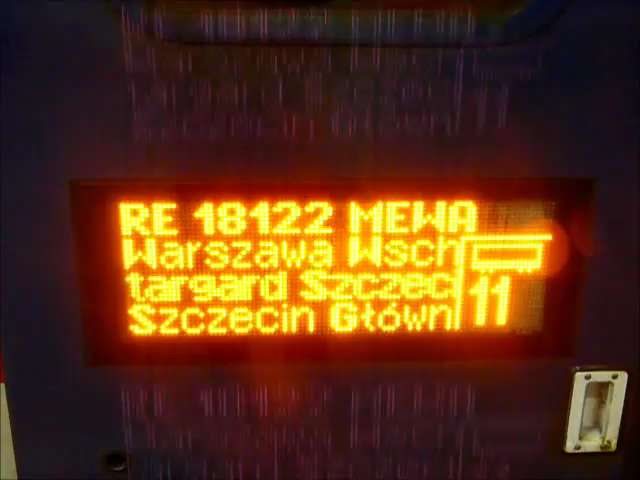 RE 18122 MEWA
Warszawa Wsch
targard Szczec
Szczecin Główn
11